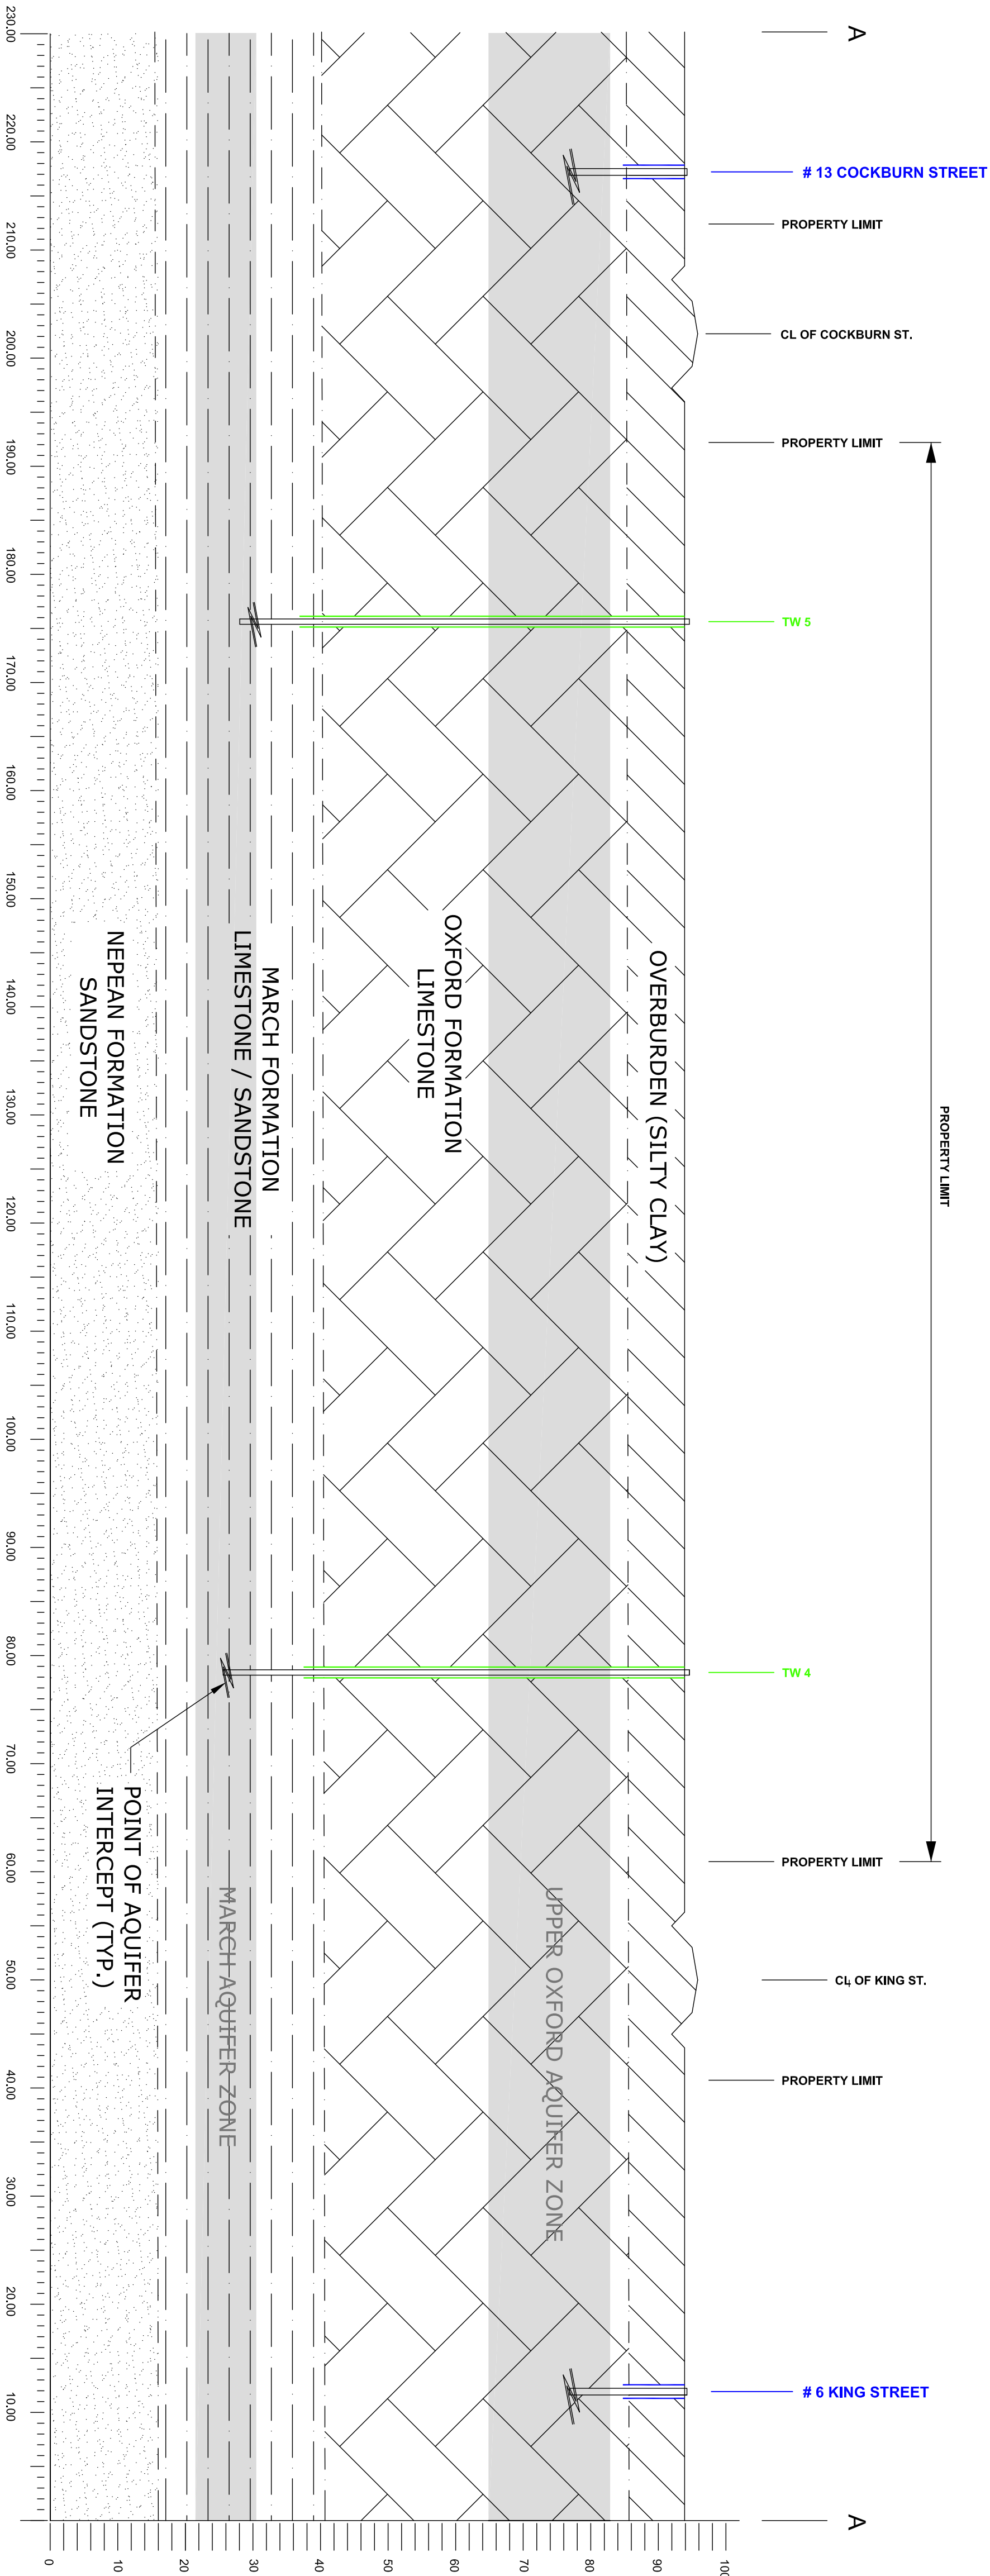 A
# 13 COCKBURN STREET
PROPERTY LIMIT
CL OF COCKBURN ST.
PROPERTY LIMIT
TW 5
PROPERTY LIMIT
TW 4
PROPERTY LIMIT
CL OF KING ST.
PROPERTY LIMIT
# 6 KING STREET
A
OVERBURDEN (SILTY CLAY)
OXFORD FORMATION
LIMESTONE
UPPER OXFORD AQUIFER ZONE
MARCH FORMATION
LIMESTONE / SANDSTONE
MARCH AQUIFER ZONE
NEPEAN FORMATION
SANDSTONE
POINT OF AQUIFER
INTERCEPT (TYP.)
230.00
220.00
210.00
200.00
190.00
180.00
170.00
160.00
150.00
140.00
130.00
120.00
110.00
100.00
90.00
80.00
70.00
60.00
50.00
40.00
30.00
20.00
10.00
0
10
20
30
40
50
60
70
80
90
100